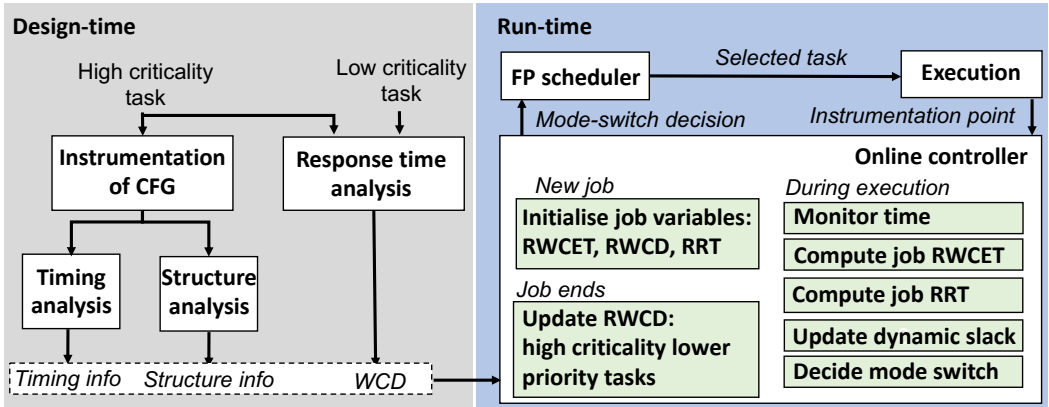 Design-time
High criticality
task
Low criticality
task
Instrumentation
of CFG
Response time
analysis
Timing
analysis
Structure
analysis
Timing info
Structure info
WCD
Run-time
FP scheduler
Selected task
Execution
Mode-switch decision
Instrumentation point
Online controller
New job
Initialise job variables:
RWCET, RWCD, RRT
Job ends
Update RWCD:
high criticality lower
priority tasks
During execution
Monitor time
Compute job RWCET
Compute job RRT
Update dynamic slack
Decide mode switch